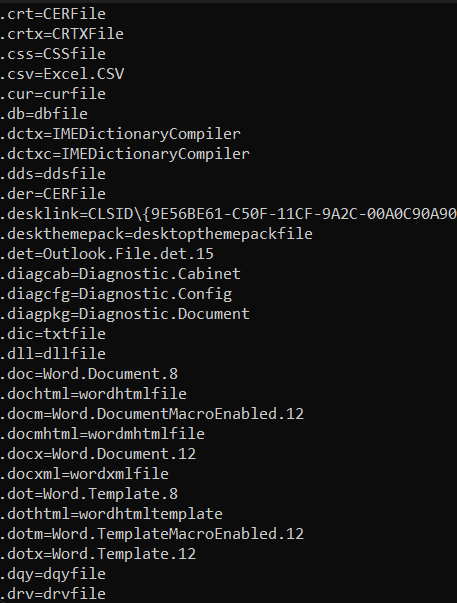 .crt=CERFile
.crtx=CRTXFile
.css=CSSfile
.csv=Excel.CSV
.cur=curfile
.db=dbfile
.dctx=IMEDictionaryCompiler
.dctxc=IMEDictionaryCompiler
.dds=ddsfile
.der=CERFile
.desklink=CLSID\{9E56BE61-C50F-11CF-9A2C-00A0C90A90
.deskthemepack=desktopthemepackfile
.det=Outlook.File.det.15
.diagcab=Diagnostic.Cabinet
.diagcfg=Diagnostic.Config
.diagpkg=Diagnostic.Document
.dic=txtfile
.dll=dllfile
.doc=Word.Document.8
.dochtml=wordhtmlfile
.docm=Word.DocumentMacroEnabled.12
.docmhtml=wordmhtmlfile
.docx=Word.Document.12
.docxml=wordxmlfile
.dot=Word.Template.8
.dothtml=wordhtmltemplate
.dotm=Word.TemplateMacroEnabled.12
.dotx=Word.Template.12
.dqy=dqyfile
.drv=drvfile